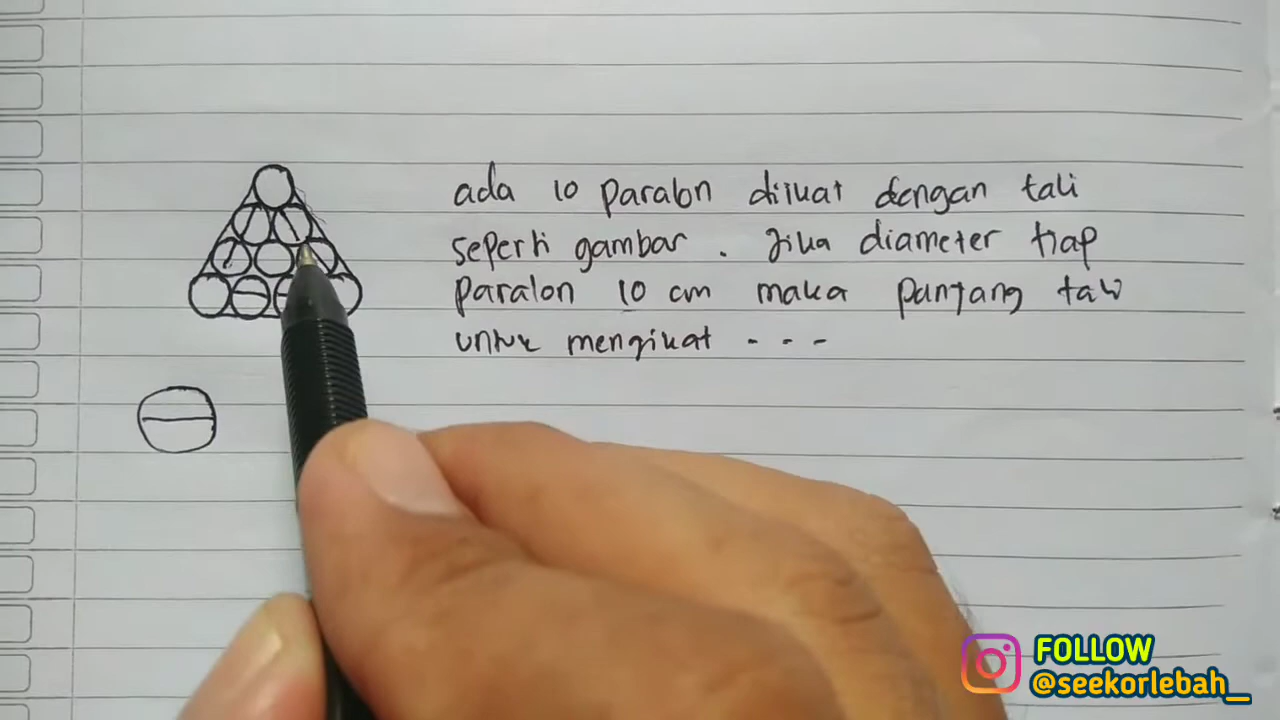 ada 10 paralon diikat dengan tali
seperti gambar. Jika diameter tiap
paralon 10 cm maka panjang tali
untuk mengikat ...
FOLLOW
@seekorlebah_